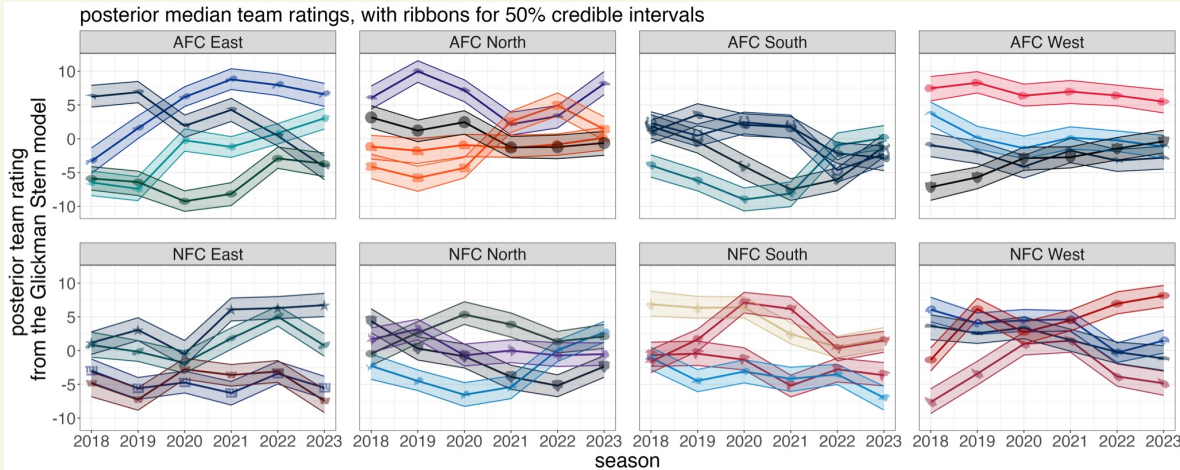 posterior median team ratings, with ribbons for 50% credible intervals
AFC East
AFC North
AFC South
AFC West
10
5
0
-5
-10
NFC East
NFC North
NFC South
NFC West
10
5
0
-5
-10
2018 2019 2020 2021 2022 2023
2018 2019 2020 2021 2022 2023
2018 2019 2020 2021 2022 2023
2018 2019 2020 2021 2022 2023
season
posterior team rating
from the Glickman Stern model